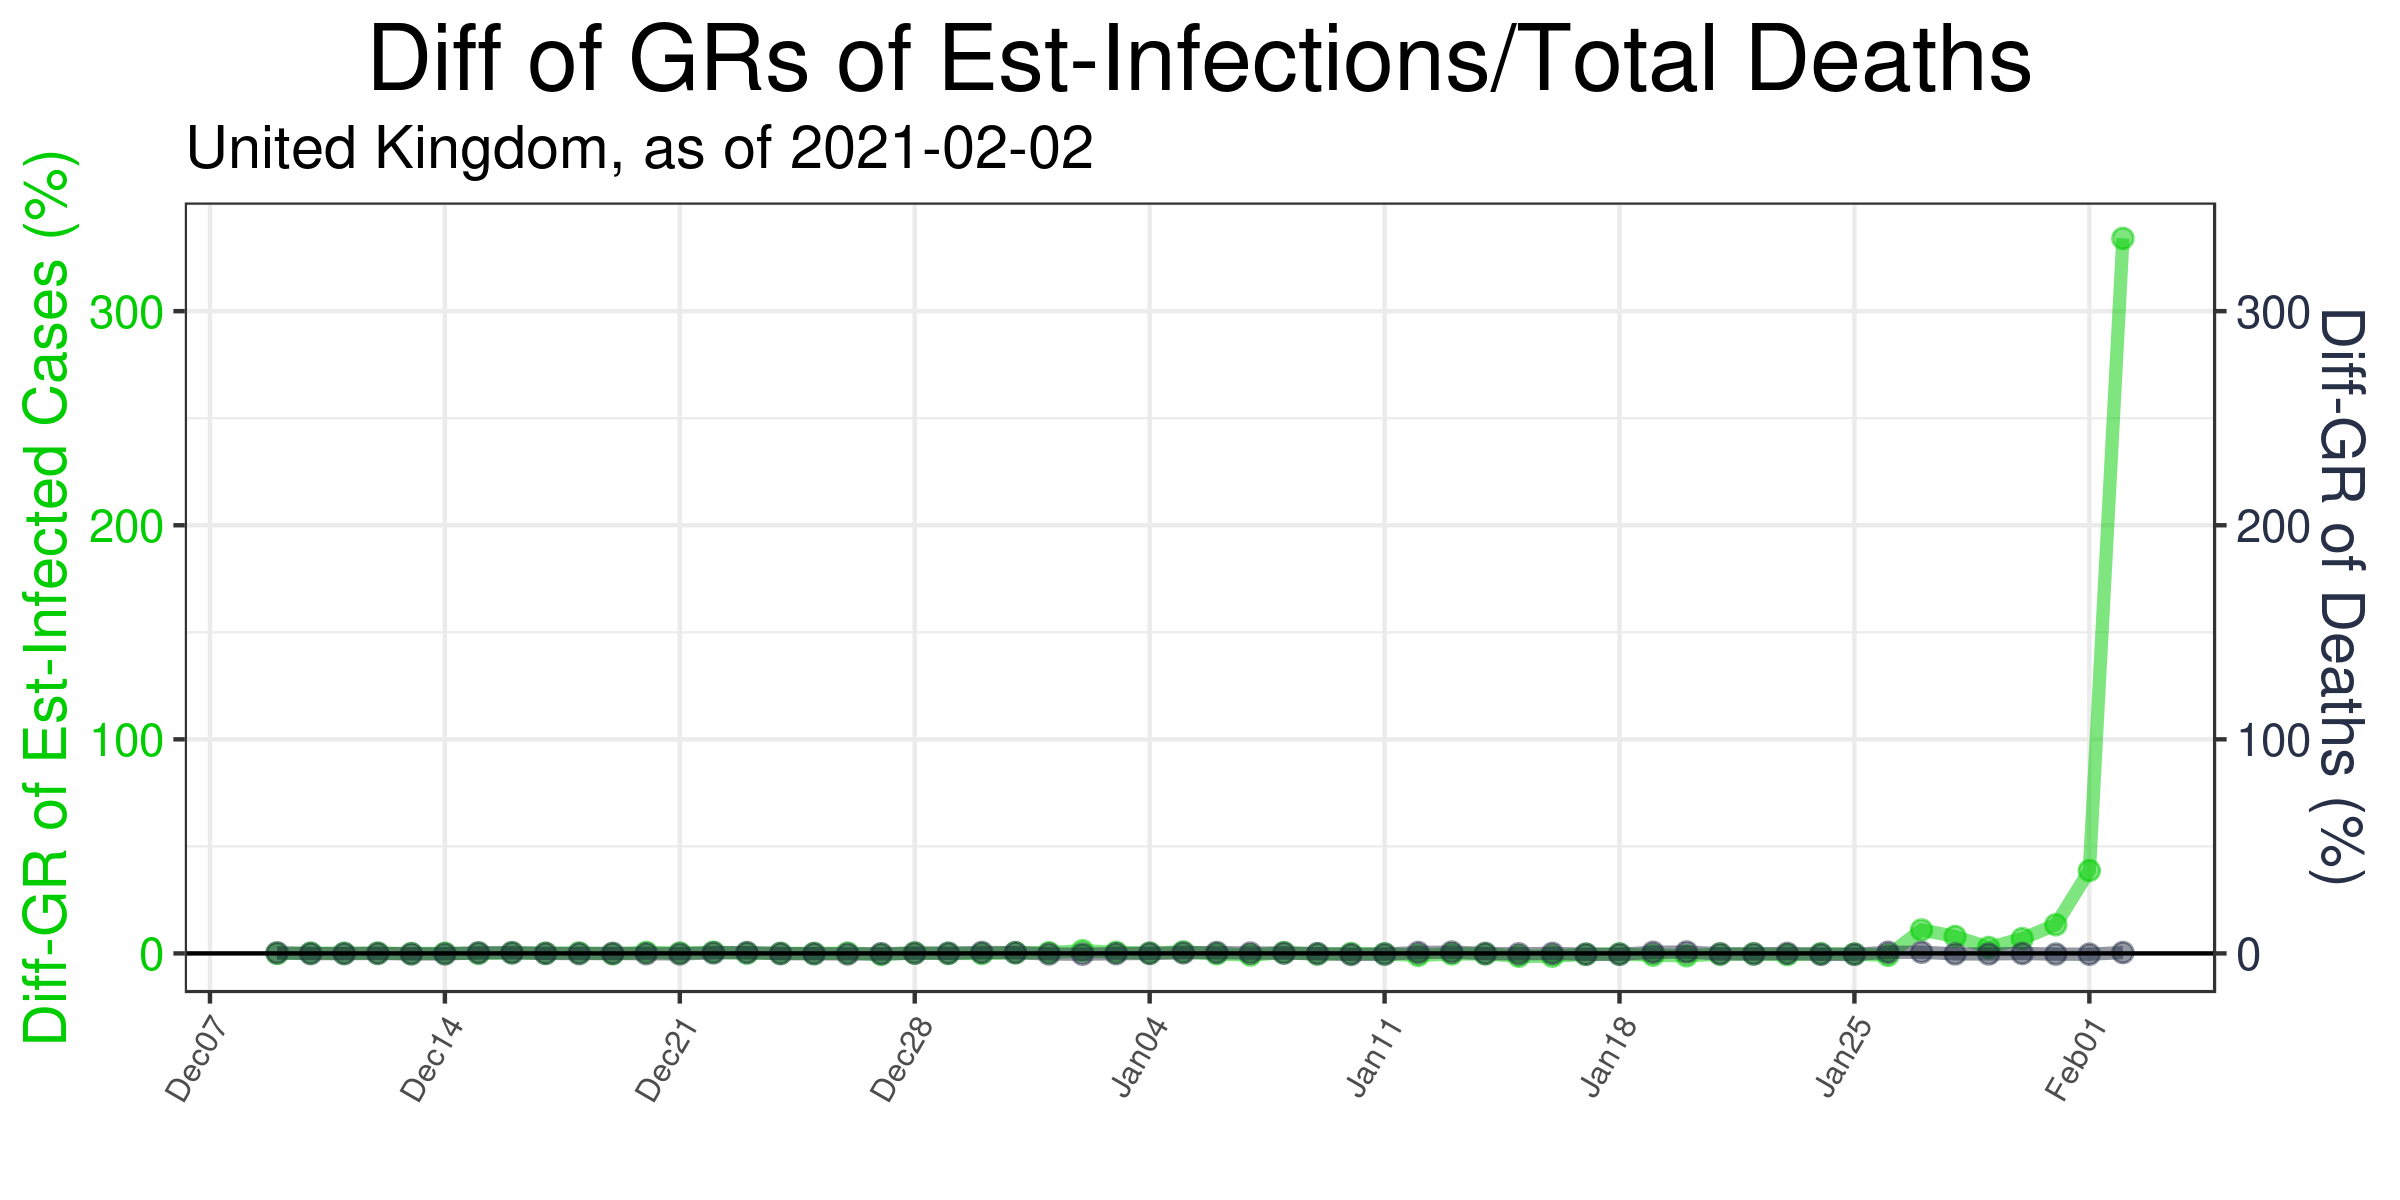 Diff of GRs of Est-Infections/Total Deaths
United Kingdom, as of 2021-02-02
Diff-GR of Est-Infected Cases (%)
300
200
100
0
300
200
100
0
Diff-GR of Deaths (%)
Dec07
Dec14
Dec21
Dec28
Jan04
Jan11
Jan18
Jan25
Feb01